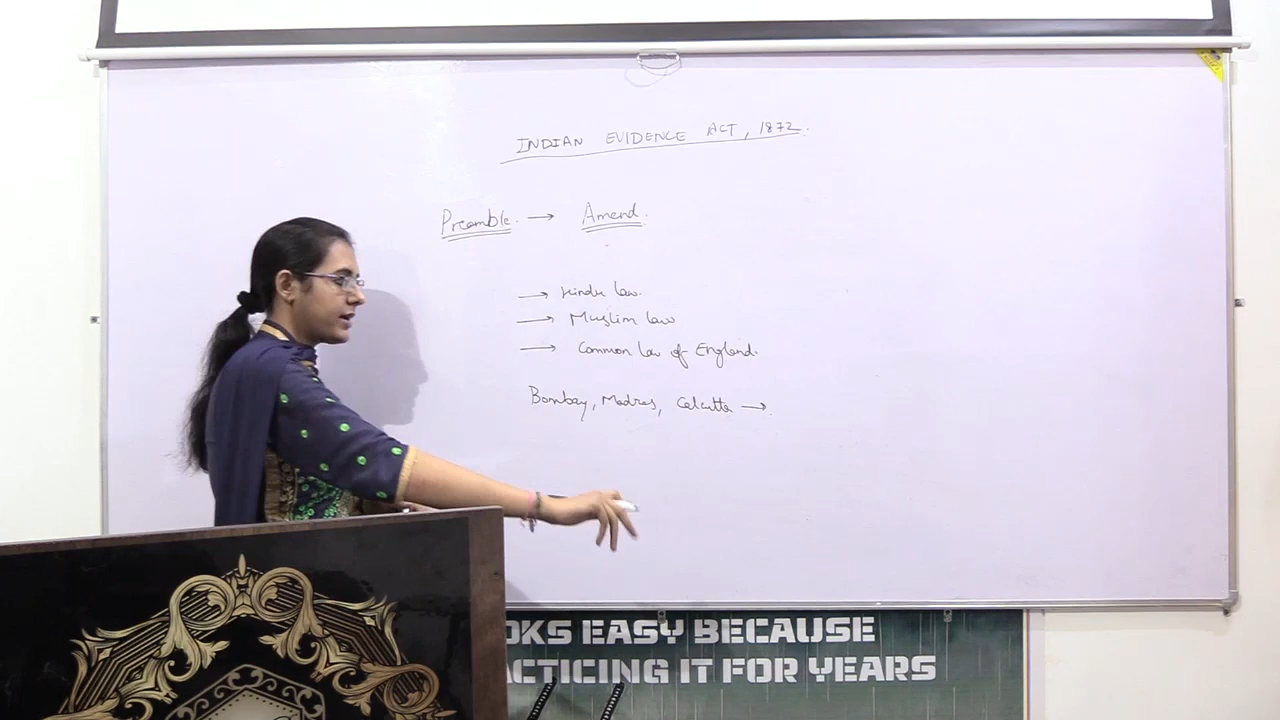 INDIAN EVIDENCE ACT, 1872.
Preamble. → Amend.
→ Hindu law.
→ Muslim law
→ Common law of England.
Bombay, Madras, Calcutta →.
OKS EASY BECAUSE
ACTICING IT FOR YEARS